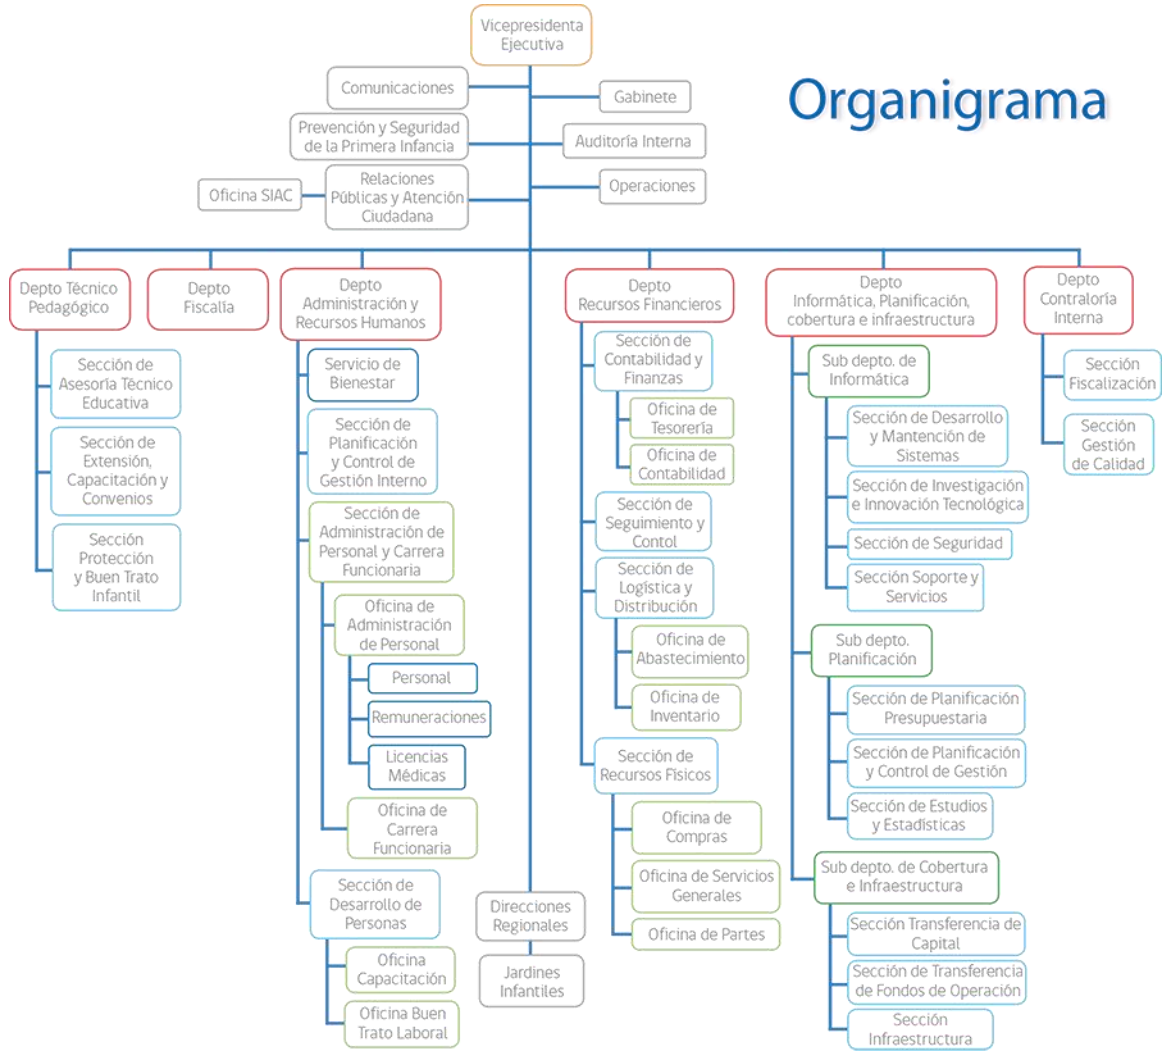 Vicepresidenta
Ejecutiva
Organigrama
Comunicaciones
Gabinete
Prevención y Seguridad
de la Primera Infancia
Auditoría Interna
Oficina SIAC
Relaciones
Públicas y Atención
Ciudadana
Operaciones
Depto Técnico
Pedagógico
Depto
Fiscalía
Depto
Administración y
Recursos Humanos
Depto
Recursos Financieros
Depto
Informática, Planificación,
cobertura e infraestructura
Depto
Contraloría
Interna
Sección de
Asesoría Técnico
Educativa
Sección de
Extensión,
Capacitación y
Convenios
Sección
Protección
y Buen Trato
Infantil
Servicio de
Bienestar
Sección de
Planificación
y Control de
Gestión Interno
Sección de
Administración de
Personal y Carrera
Funcionaria
Oficina de
Administración
de Personal
Personal
Remuneraciones
Licencias
Médicas
Oficina de
Carrera
Funcionaria
Sección de
Desarrollo de
Personas
Oficina
Capacitación
Oficina Buen
Trato Laboral
Direcciones
Regionales
Jardines
Infantiles
Sección de
Contabilidad y
Finanzas
Oficina de
Tesorería
Oficina de
Contabilidad
Sección de
Seguimiento y
Contol
Sección de
Logística y
Distribución
Oficina de
Abastecimiento
Oficina de
Inventario
Sección de
Recursos Físicos
Oficina de
Compras
Oficina de Servicios
Generales
Oficina de Partes
Sub depto. de
Informática
Sección de Desarrollo
y Mantención de
Sistemas
Sección de Investigación
e Innovación Tecnológica
Sección de Seguridad
Sección Soporte y
Servicios
Sub depto.
Planificación
Sección de Planificación
Presupuestaria
Sección de Planificación
y Control de Gestión
Sección de Estudios
y Estadísticas
Sub depto. de Cobertura
e Infraestructura
Sección Transferencia de
Capital
Sección de Transferencia
de Fondos de Operación
Sección
Infraestructura
Sección
Fiscalización
Sección
Gestión
de Calidad